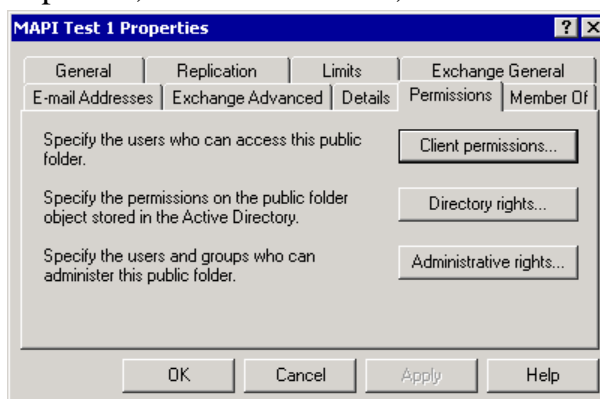 MAPI Test 1 Properties
General Replication Limits Exchange General
E-mail Addresses Exchange Advanced Details Permissions Member Of
Specify the users who can access this public
folder.
Client permissions...
Specify the permissions on the public folder
object stored in the Active Directory.
Directory rights...
Specify the users and groups who can
administer this public folder.
Administrative rights...
OK Cancel Apply Help